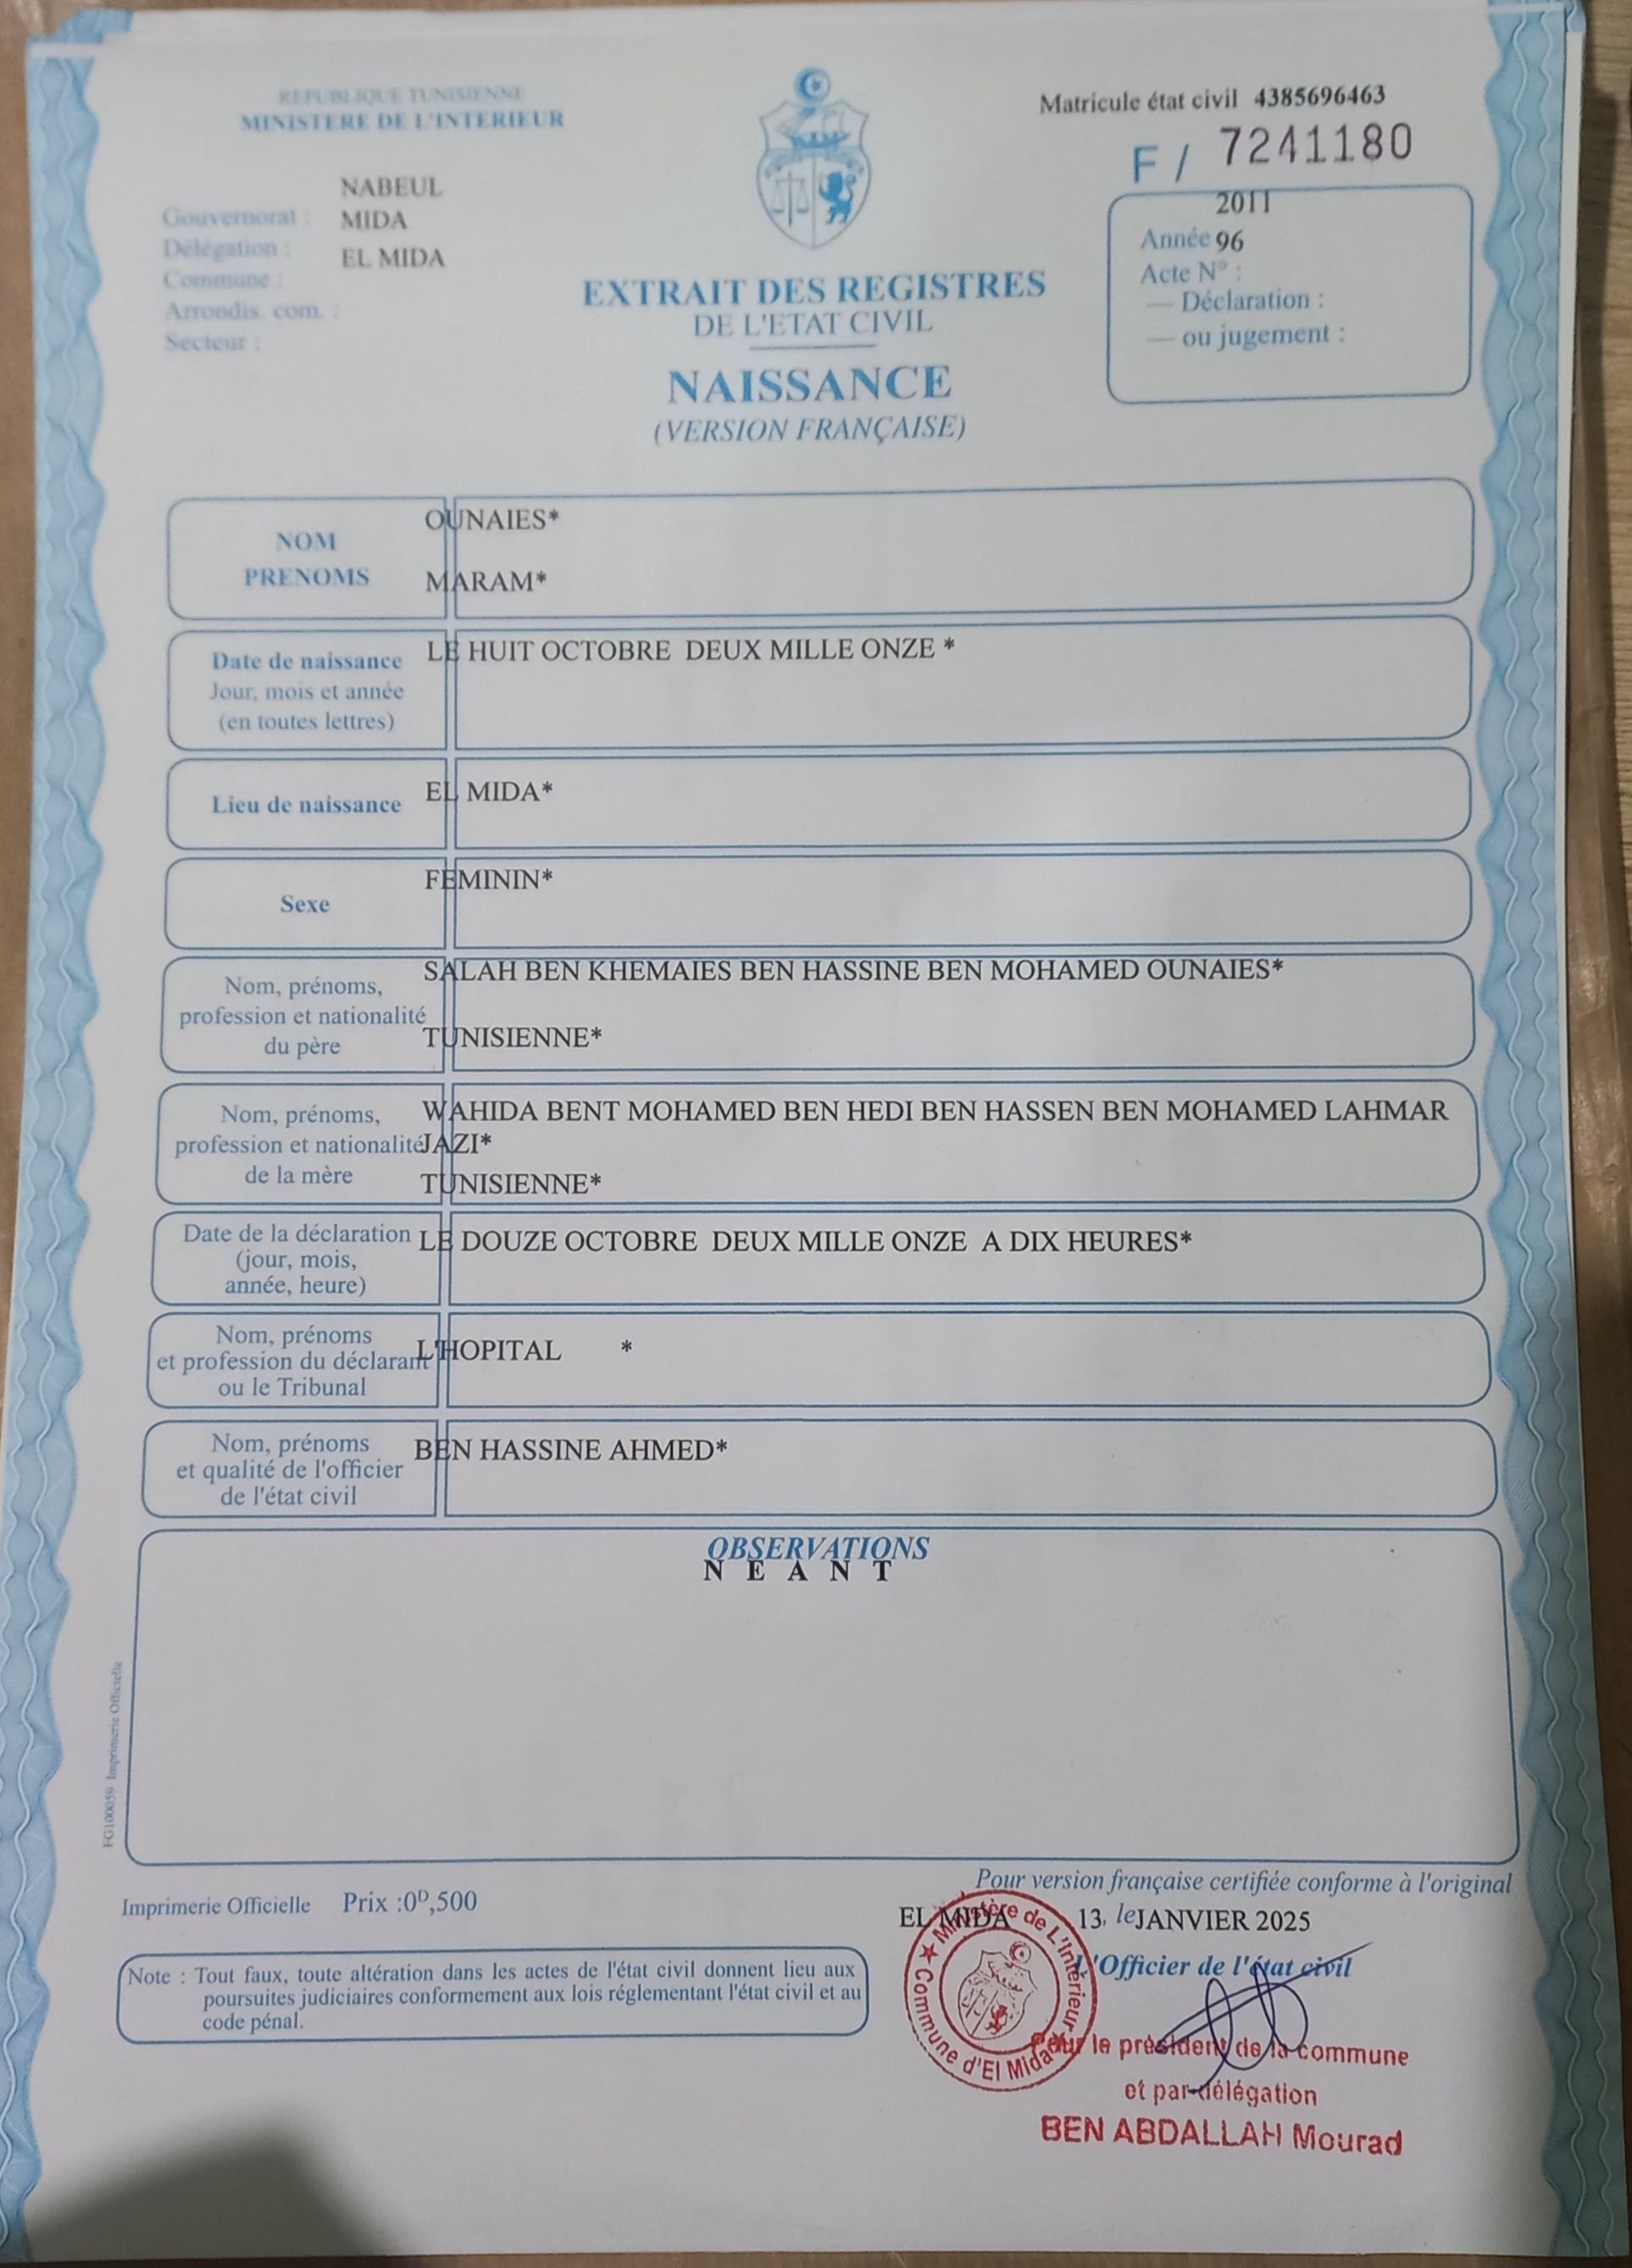 REPUBLIQUE TUNISIENNE
MINISTERE DE L'INTERIEUR
Matricule état civil 4385696463
F / 7241180
NABEUL
Gouvernorat : MIDA
Délégation : EL MIDA
Commune :
Arrondis. com. :
Secteur :
2011
Année 96
Acte N° :
— Déclaration :
— ou jugement :
EXTRAIT DES REGISTRES
DE L'ETAT CIVIL
NAISSANCE
(VERSION FRANÇAISE)
NOM
PRENOMS
OUNAIES*
MARAM*
Date de naissance
Jour, mois et année
(en toutes lettres)
LE HUIT OCTOBRE DEUX MILLE ONZE *
Lieu de naissance
EL MIDA*
Sexe
FEMININ*
Nom, prénoms,
profession et nationalité
du père
SALAH BEN KHEMAIES BEN HASSINE BEN MOHAMED OUNAIES*
TUNISIENNE*
Nom, prénoms,
profession et nationalité
de la mère
WAHIDA BENT MOHAMED BEN HEDI BEN HASSEN BEN MOHAMED LAHMAR
JAZI*
TUNISIENNE*
Date de la déclaration
(jour, mois,
année, heure)
LE DOUZE OCTOBRE DEUX MILLE ONZE A DIX HEURES*
Nom, prénoms
et profession du déclarant
ou le Tribunal
L'HOPITAL *
Nom, prénoms
et qualité de l'officier
de l'état civil
BEN HASSINE AHMED*
OBSERVATIONS
N E A N T
FG100059 Imprimerie Officielle
Imprimerie Officielle Prix :0D,500
Pour version française certifiée conforme à l'original
EL MIDA 13, le JANVIER 2025
L'Officier de l'état civil
Note : Tout faux, toute altération dans les actes de l'état civil donnent lieu aux
poursuites judiciaires conformement aux lois réglementant l'état civil et au
code pénal.
Ministère de L'Intérieur
Commune d'El Mida
Pour le président de la commune
et par délégation
BEN ABDALLAH Mourad